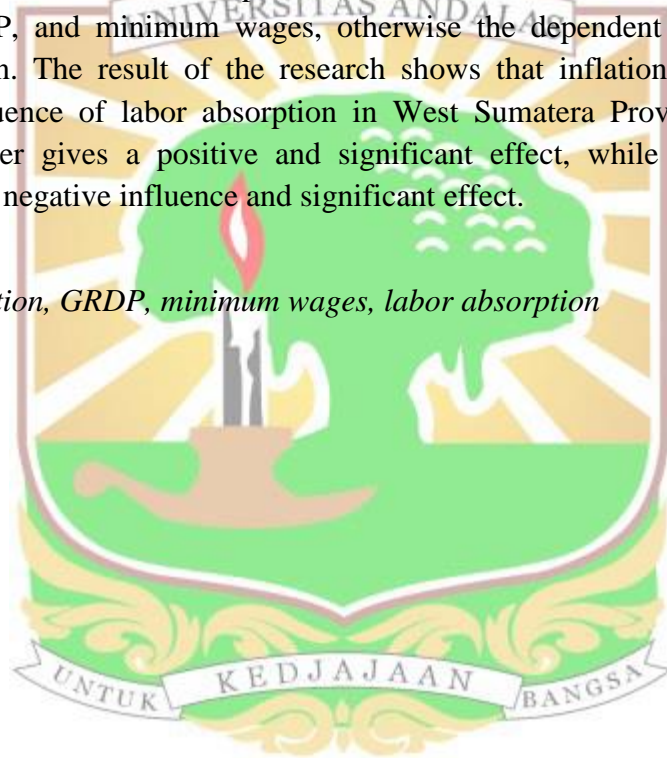 UNIVERSITAS ANDALAS
P, and minimum wages, otherwise the dependent
n. The result of the research shows that inflation
uence of labor absorption in West Sumatera Prov
er gives a positive and significant effect, while
negative influence and significant effect.
tion, GRDP, minimum wages, labor absorption
UNTUK KEDJAJAAN BANGSA